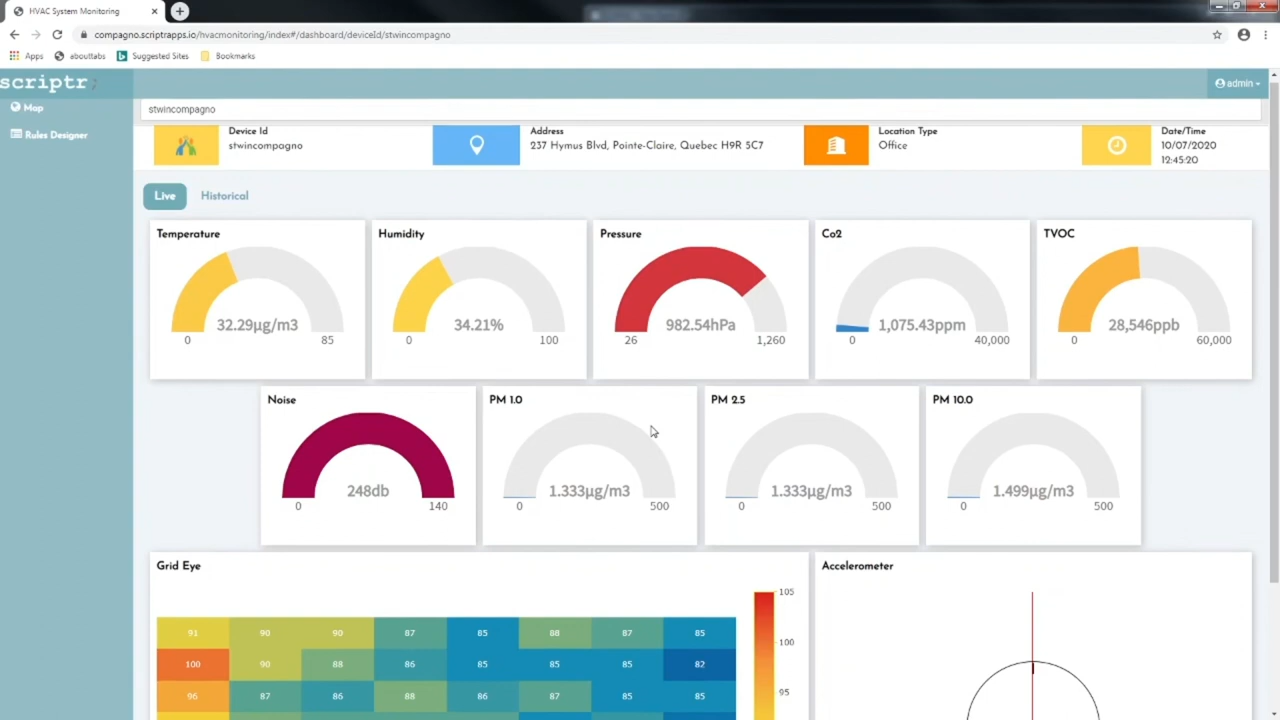 HVAC System Monitoring
compagno.scriptrapps.io/hvacmonitoring/index#/dashboard/deviceId/stwincompagno
Apps abouttabs Suggested Sites Bookmarks
scriptr;
admin
Map
Rules Designer
stwincompagno
Device Id
stwincompagno
Address
237 Hymus Blvd, Pointe-Claire, Quebec H9R 5C7
Location Type
Office
Date/Time
10/07/2020
12:45:20
Live Historical
Temperature
32.29µg/m3
0 85
Humidity
34.21%
0 100
Pressure
982.54hPa
26 1,260
Co2
1,075.43ppm
0 40,000
TVOC
28,546ppb
0 60,000
Noise
248db
0 140
PM 1.0
1.333µg/m3
0 500
PM 2.5
1.333µg/m3
0 500
PM 10.0
1.499µg/m3
0 500
Grid Eye
91 90 90 87 85 88 87 85
100 90 88 86 85 85 85 82
96 87 86 88 86 87 85 85
105
100
95
Accelerometer